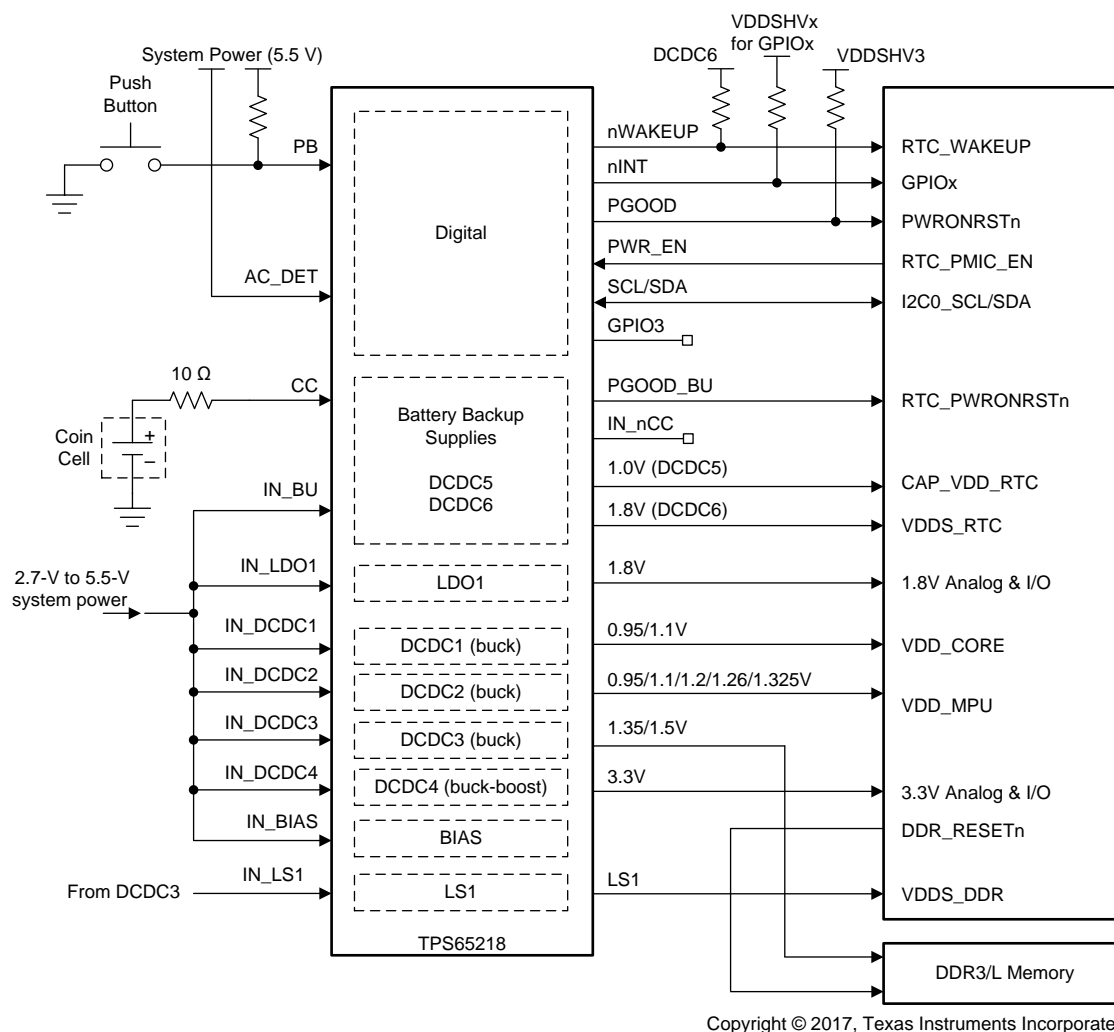 System Power (5.5 V)
Push
Button
PB
AC_DET
10 Ω
CC
Coin
Cell
+
–
IN_BU
2.7-V to 5.5-V
system power
IN_LDO1
IN_DCDC1
IN_DCDC2
IN_DCDC3
IN_DCDC4
IN_BIAS
From DCDC3
IN_LS1
Digital
Battery Backup
Supplies
DCDC5
DCDC6
LDO1
DCDC1 (buck)
DCDC2 (buck)
DCDC3 (buck)
DCDC4 (buck-boost)
BIAS
LS1
TPS65218
DCDC6
VDDSHVx
for GPIOx
VDDSHV3
nWAKEUP
nINT
PGOOD
PWR_EN
SCL/SDA
GPIO3
PGOOD_BU
IN_nCC
1.0V (DCDC5)
1.8V (DCDC6)
1.8V
0.95/1.1V
0.95/1.1/1.2/1.26/1.325V
1.35/1.5V
3.3V
LS1
RTC_WAKEUP
GPIOx
PWRONRSTn
RTC_PMIC_EN
I2C0_SCL/SDA
RTC_PWRONRSTn
CAP_VDD_RTC
VDDS_RTC
1.8V Analog & I/O
VDD_CORE
VDD_MPU
3.3V Analog & I/O
DDR_RESETn
VDDS_DDR
DDR3/L Memory
Copyright © 2017, Texas Instruments Incorporate